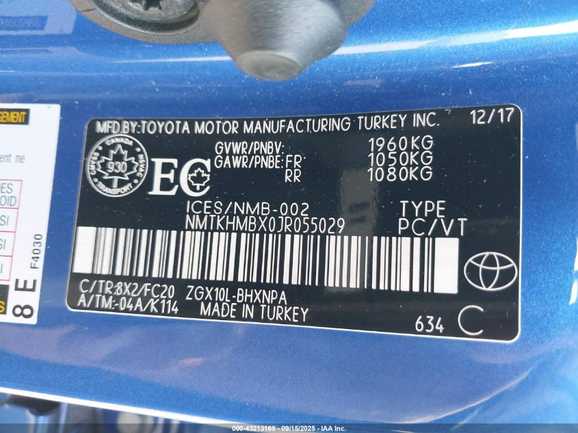 MFD.BY:TOYOTA MOTOR MANUFACTURING TURKEY INC. 12/17
GVWR/PNBV: 1960KG
GAWR/PNBE: FR 1050KG
RR 1080KG
CANADA
930
TRANSPORT
EC
ICES/NMB-002 TYPE
NMTKHMBX0JR055029 PC/VT
C/TR:8X2/FC20 ZGX10L-BHXNPA
A/TM:-04A/K114 MADE IN TURKEY
634 C
8 E
F4030
000-43213168 - 09/15/2025 - IAA Inc.